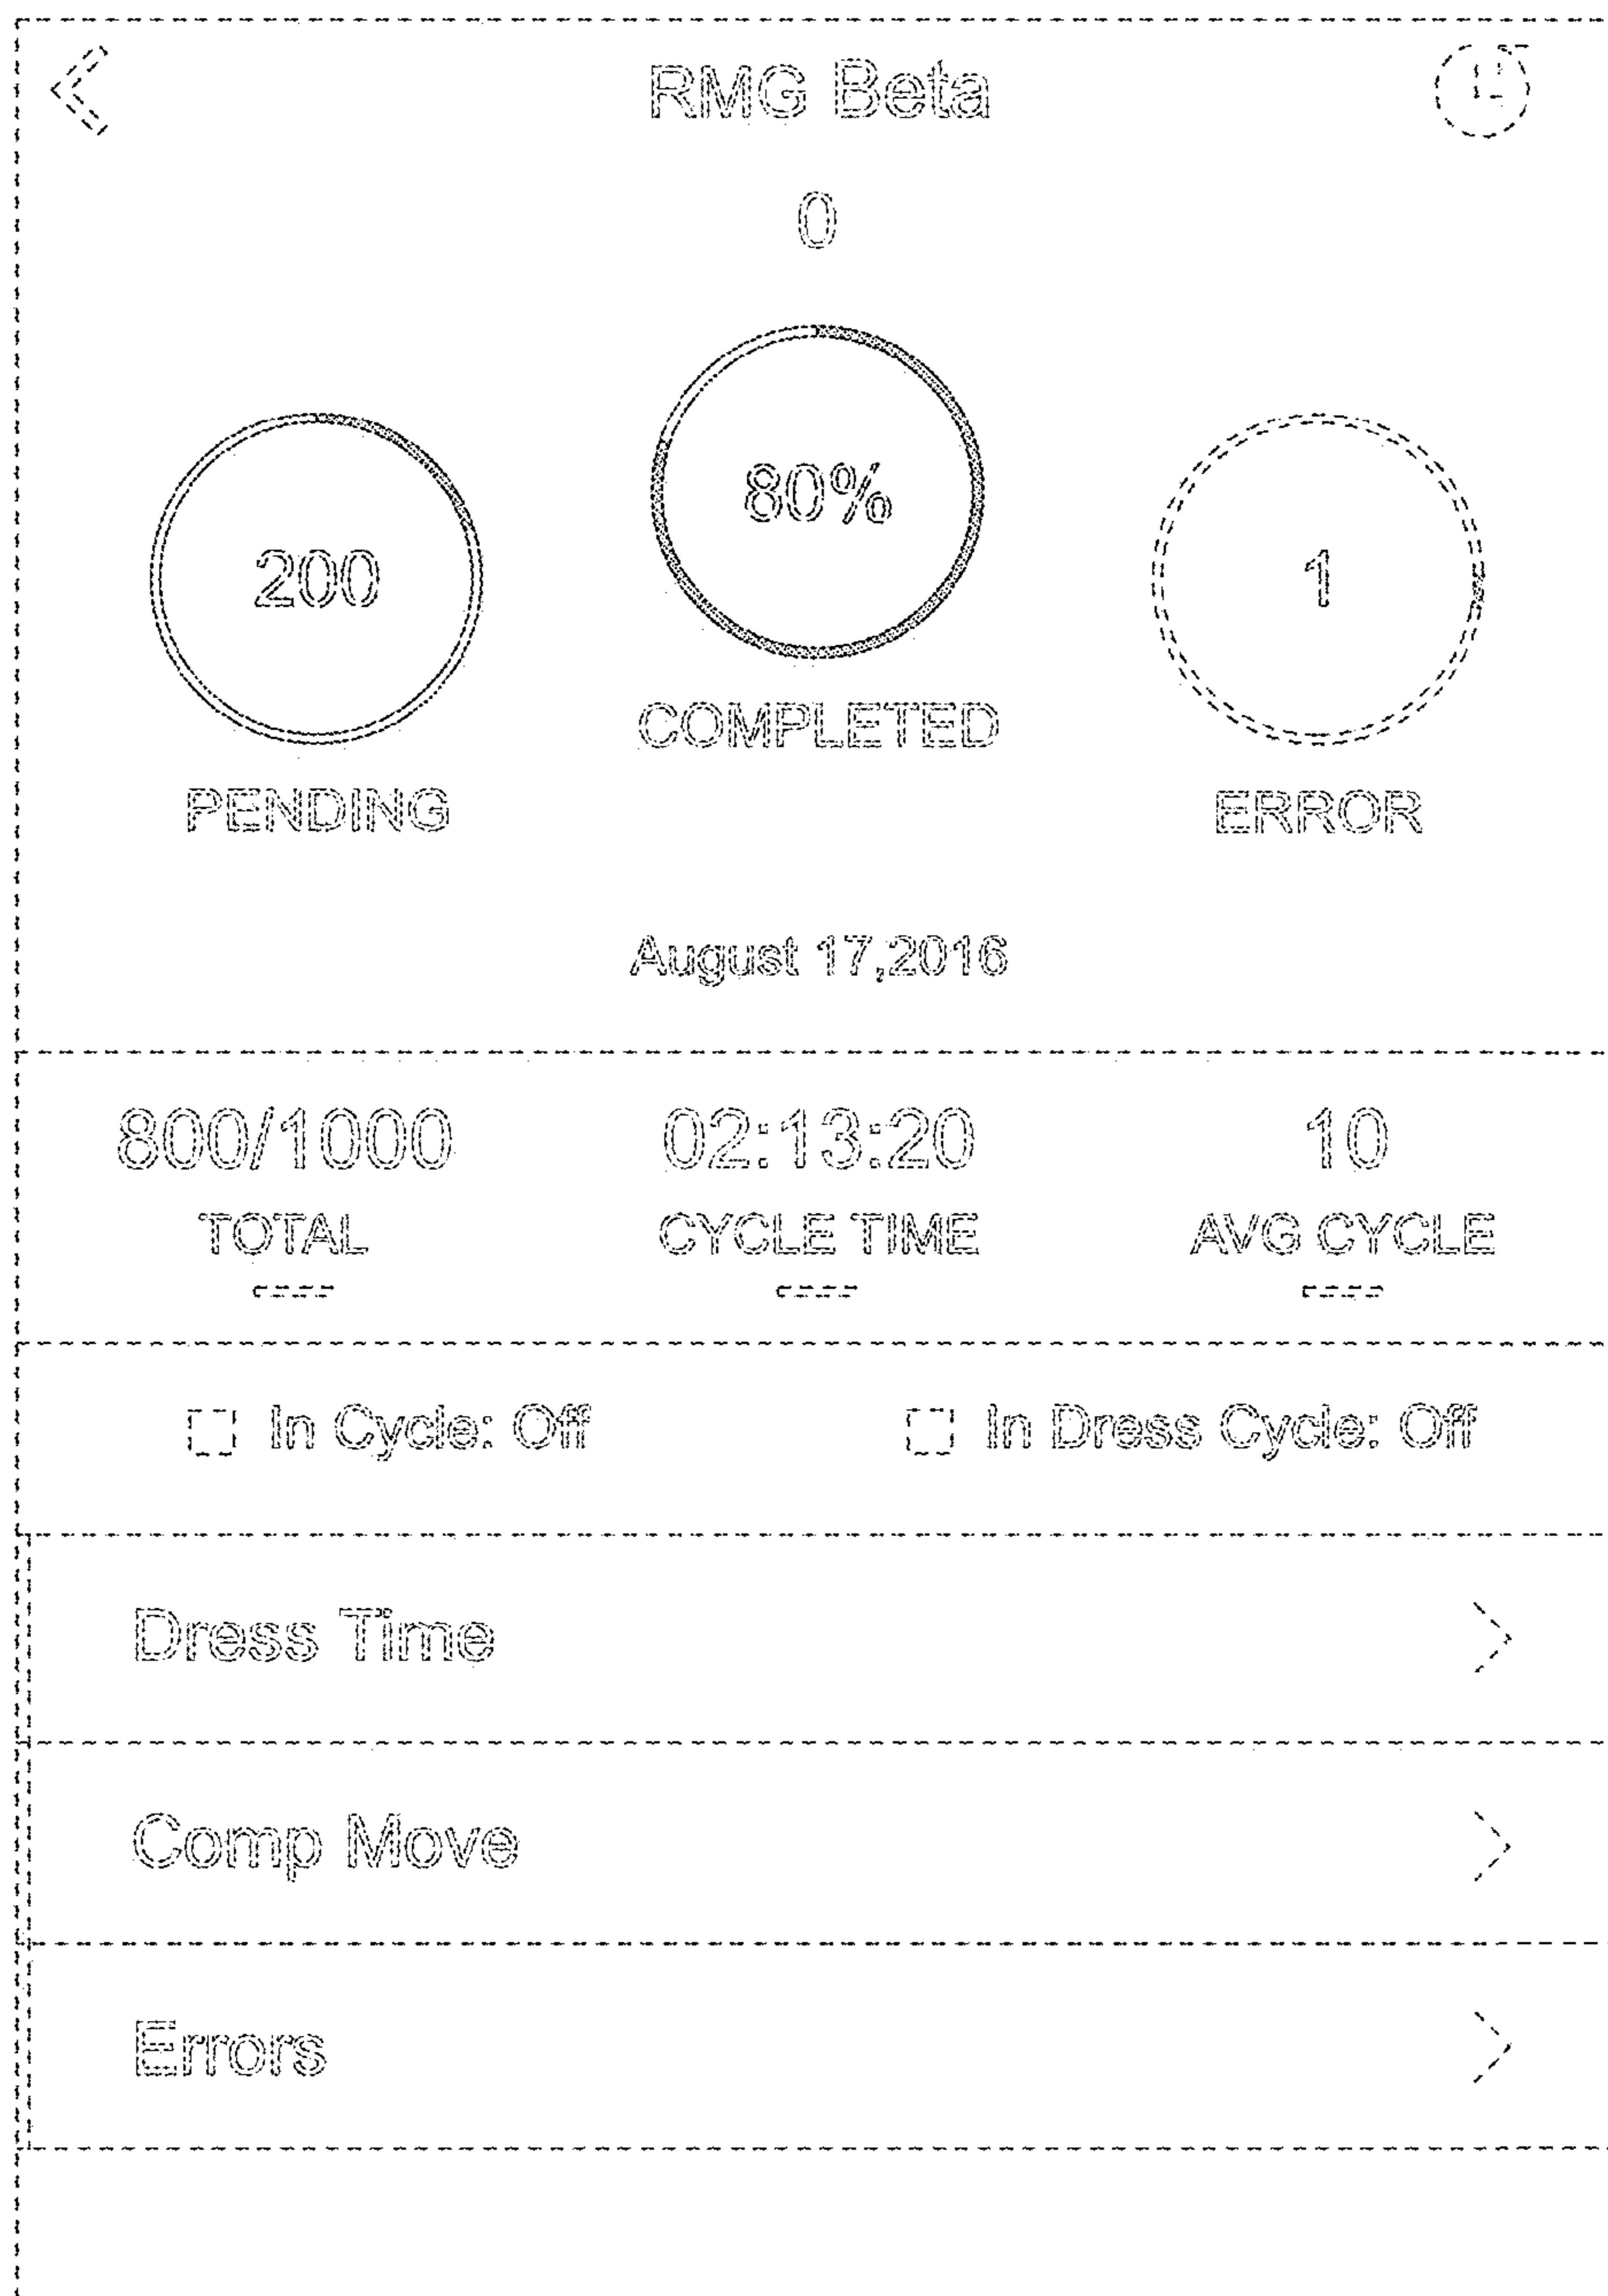 RMG Beta
0
200
80%
1
PENDING
COMPLETED
ERROR
August 17,2016
800/1000
02:13:20
10
TOTAL
CYCLE TIME
AVG CYCLE
In Cycle: Off
In Dress Cycle: Off
Dress Time
Comp Move
Errors